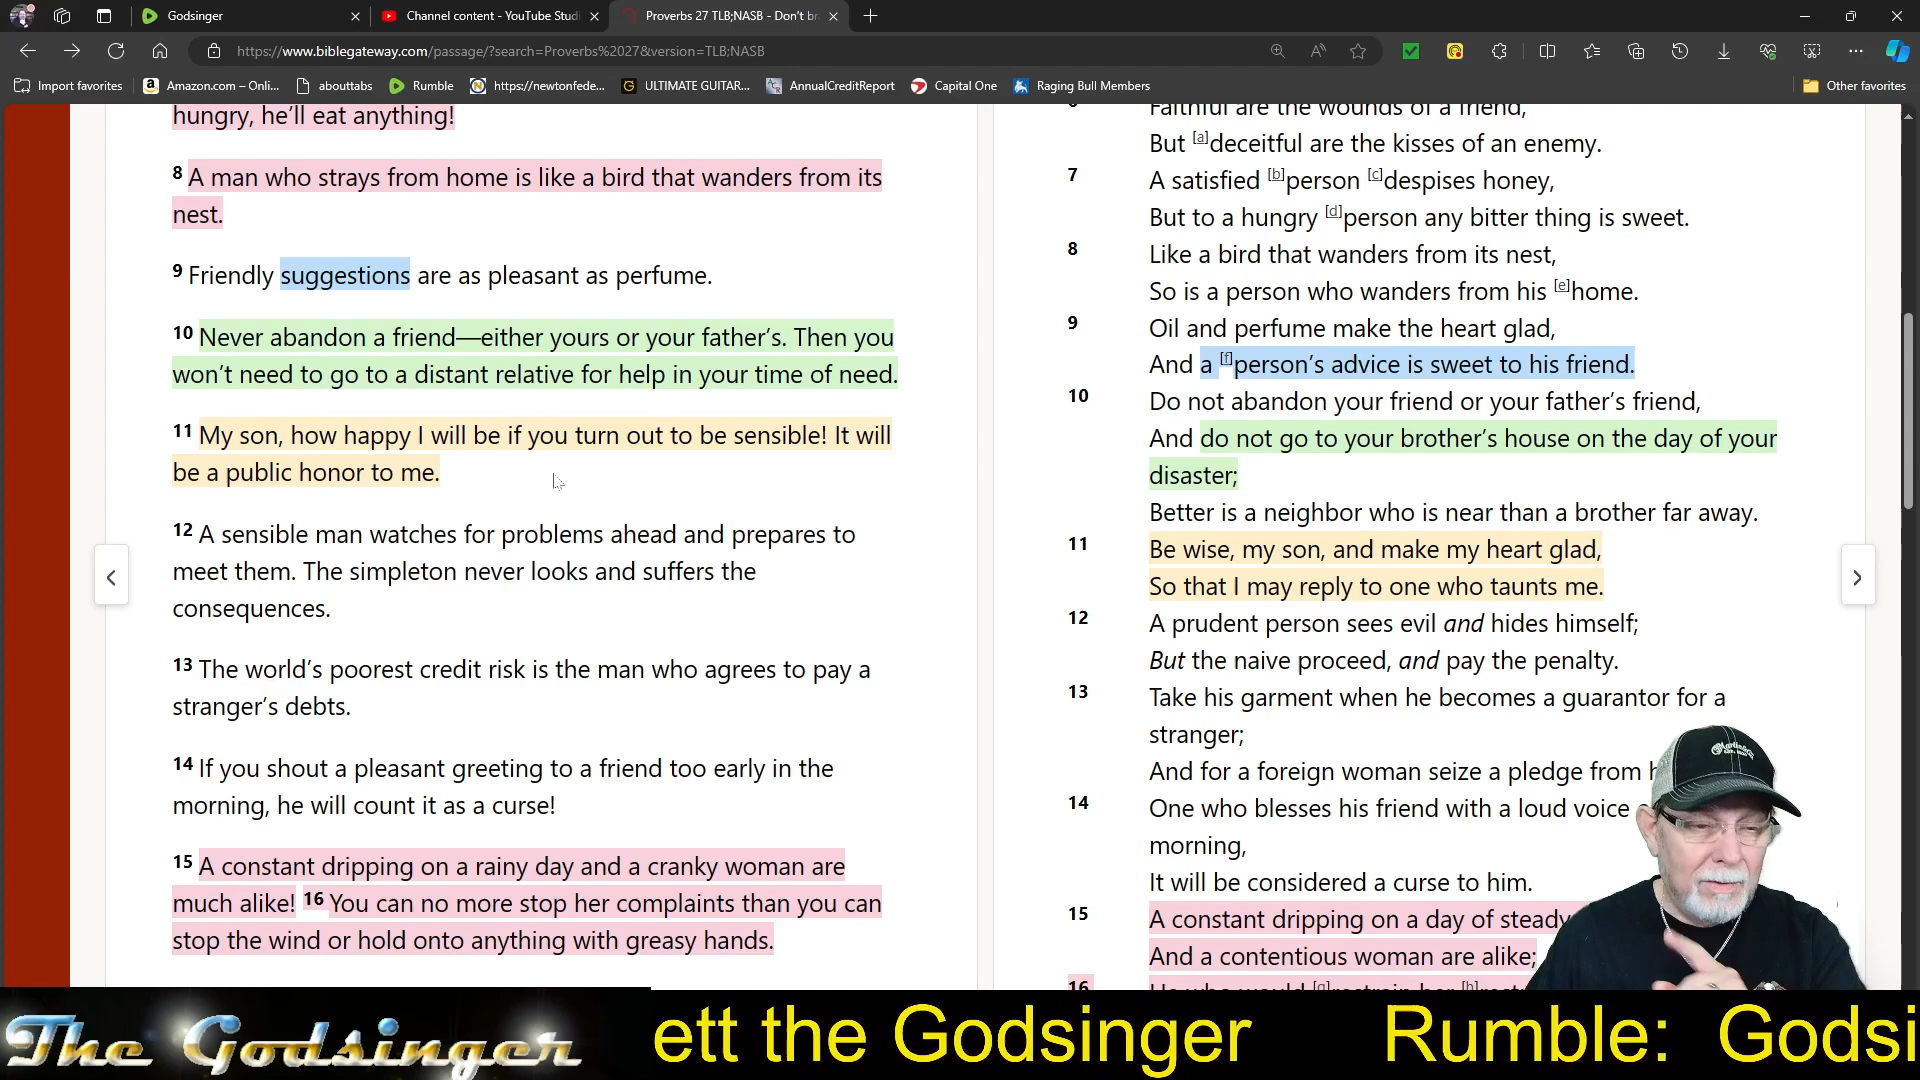 Godsinger
Channel content - YouTube Studi
Proverbs 27 TLB;NASB - Don't br
https://www.biblegateway.com/passage/?search=Proverbs%2027&version=TLB;NASB
Import favorites
Amazon.com – Onli...
abouttabs
Rumble
https://newtonfede...
ULTIMATE GUITAR...
AnnualCreditReport
Capital One
Raging Bull Members
Other favorites
hungry, he'll eat anything!
8 A man who strays from home is like a bird that wanders from its
nest.
9 Friendly suggestions are as pleasant as perfume.
10 Never abandon a friend—either yours or your father's. Then you
won't need to go to a distant relative for help in your time of need.
11 My son, how happy I will be if you turn out to be sensible! It will
be a public honor to me.
12 A sensible man watches for problems ahead and prepares to
meet them. The simpleton never looks and suffers the
consequences.
13 The world's poorest credit risk is the man who agrees to pay a
stranger's debts.
14 If you shout a pleasant greeting to a friend too early in the
morning, he will count it as a curse!
15 A constant dripping on a rainy day and a cranky woman are
much alike! 16 You can no more stop her complaints than you can
stop the wind or hold onto anything with greasy hands.
Faithful are the wounds of a friend,
But [a]deceitful are the kisses of an enemy.
7 A satisfied [b]person [c]despises honey,
But to a hungry [d]person any bitter thing is sweet.
8 Like a bird that wanders from its nest,
So is a person who wanders from his [e]home.
9 Oil and perfume make the heart glad,
And a [f]person's advice is sweet to his friend.
10 Do not abandon your friend or your father's friend,
And do not go to your brother's house on the day of your
disaster;
Better is a neighbor who is near than a brother far away.
11 Be wise, my son, and make my heart glad,
So that I may reply to one who taunts me.
12 A prudent person sees evil and hides himself;
But the naive proceed, and pay the penalty.
13 Take his garment when he becomes a guarantor for a
stranger;
And for a foreign woman seize a pledge from h
14 One who blesses his friend with a loud voice
morning,
It will be considered a curse to him.
15 A constant dripping on a day of steady
And a contentious woman are alike;
16 He who would [g]restrain her [h]
Martin & Co
The Godsinger
ett the Godsinger Rumble: Godsi